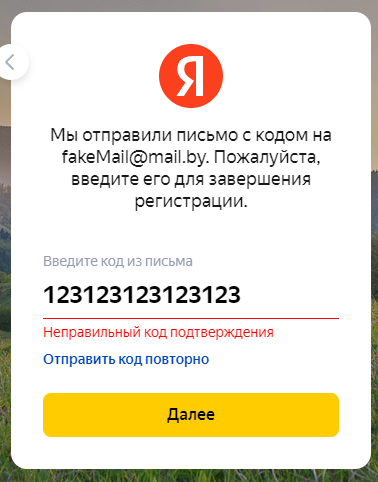 Я
Мы отправили письмо с кодом на
fakeMail@mail.by. Пожалуйста,
введите его для завершения
регистрации.
Введите код из письма
123123123123123
Неправильный код подтверждения
Отправить код повторно
Далее